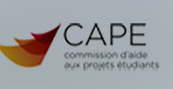 CAPE
commission d'aide
aux projets étudiants